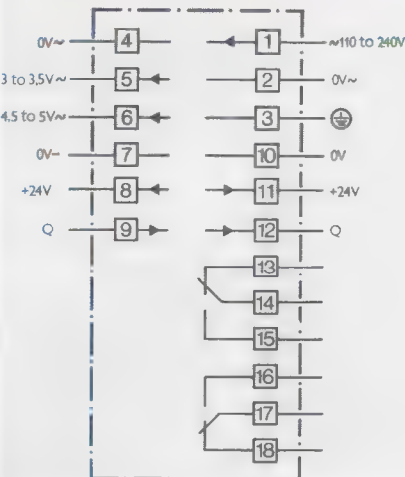 0V~ 4 1 ~110 to 240V
3 to 3,5V~ 5 2 0V~
4.5 to 5V~ 6 3
0V- 7 10 0V
+24V 8 11 +24V
Q 9 12 Q
13
14
15
16
17
18